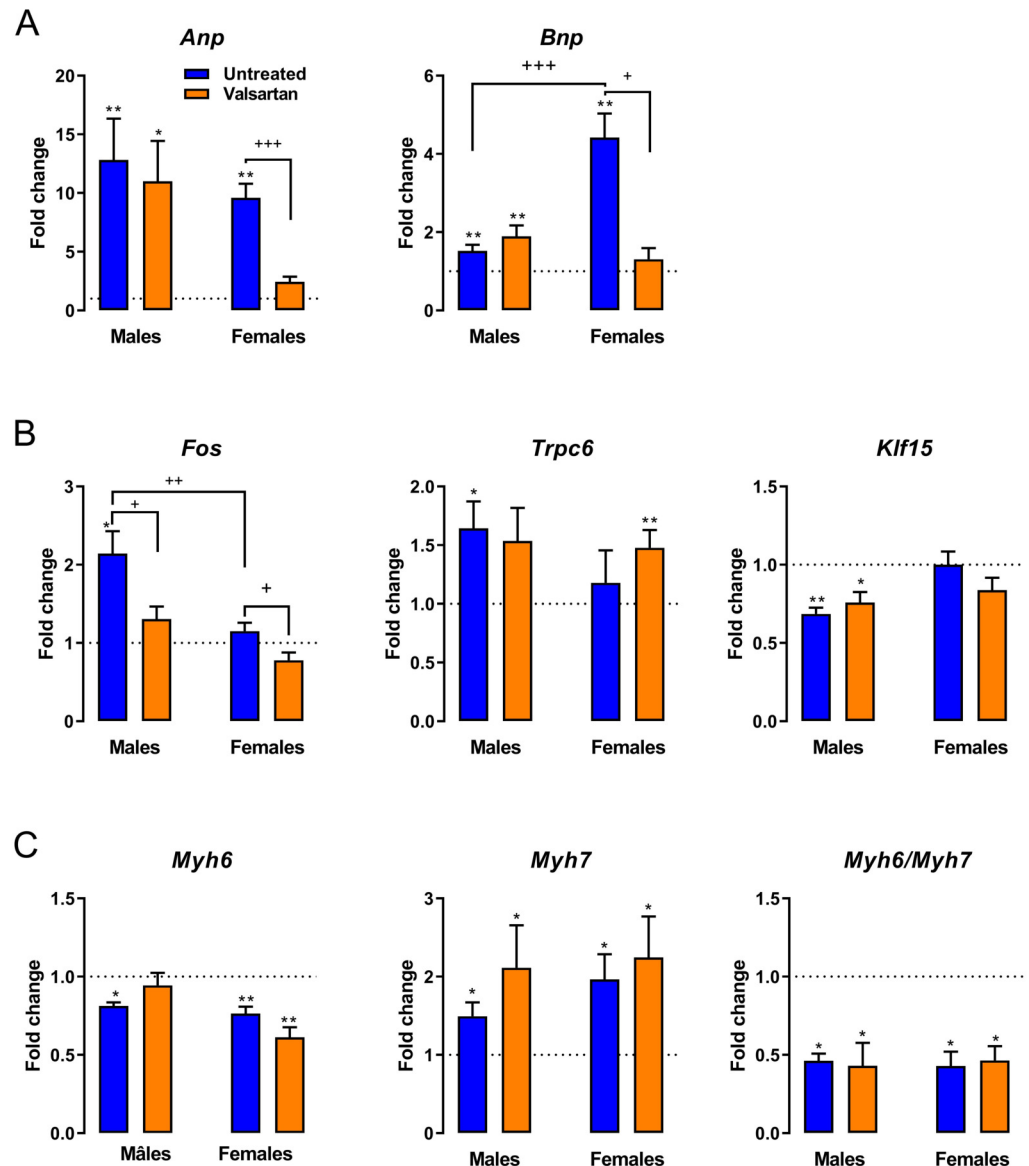 A
Anp
Bnp
Untreated
Valsartan
Fold change
20
15
10
5
0
**
*
**
+++
Males
Females
Fold change
6
4
2
0
+++
+
**
**
**
Males
Females
B
Fos
Trpc6
Klf15
Fold change
3
2
1
0
++
+
*
+
Males
Females
Fold change
2.0
1.5
1.0
0.5
0.0
*
**
Males
Females
Fold change
1.5
1.0
0.5
0.0
**
*
Males
Females
C
Myh6
Myh7
Myh6/Myh7
Fold change
1.5
1.0
0.5
0.0
*
**
**
Mâles
Females
Fold change
3
2
1
0
*
*
*
*
Males
Females
Fold change
1.5
1.0
0.5
0.0
*
*
*
*
Males
Females